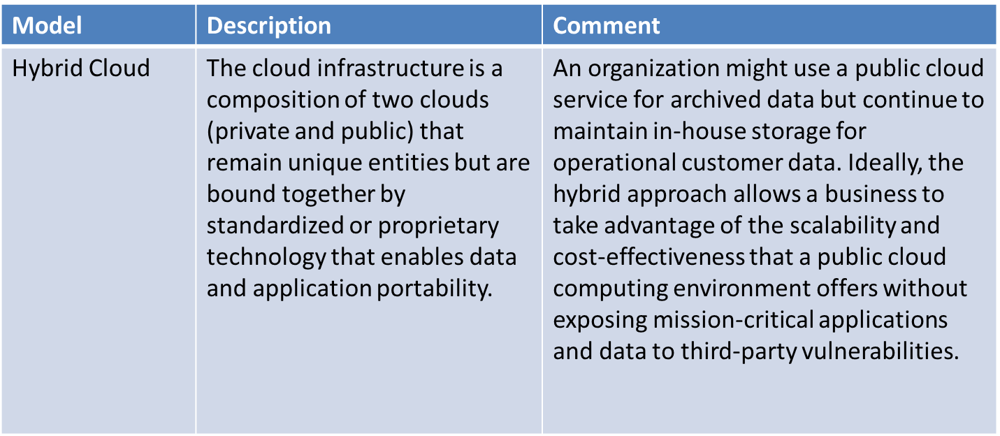 Model
Description
Comment
Hybrid Cloud
The cloud infrastructure is a
composition of two clouds
(private and public) that
remain unique entities but are
bound together by
standardized or proprietary
technology that enables data
and application portability.
An organization might use a public cloud
service for archived data but continue to
maintain in-house storage for
operational customer data. Ideally, the
hybrid approach allows a business to
take advantage of the scalability and
cost-effectiveness that a public cloud
computing environment offers without
exposing mission-critical applications
and data to third-party vulnerabilities.